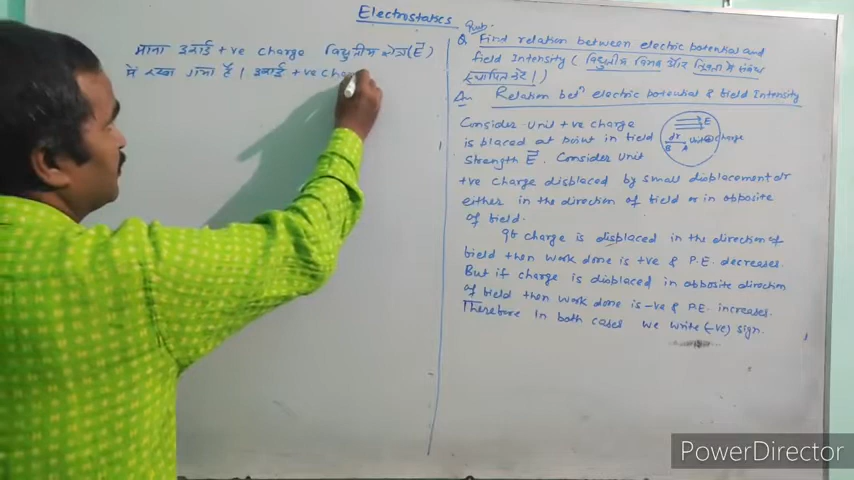 Electrostatics
माना इकाई +ve charge विद्युतीय क्षेत्र(E⃗)
में रखा गया है। इकाई +ve cha
Q Find relation between electric potential and
field Intensity ( विद्युतीय विभव और
स्थापित करें।)
Relation betⁿ electric potential & field Intensity
Consider Unit +ve charge
is placed at point in field
strength E⃗. Consider Unit
+ve charge displaced by small displacement dr
either in the direction of field or in opposite
of field.
If charge is displaced in the direction of
field then work done is +ve & P.E. decreases.
But if charge is displaced in opposite direction
of field then work done is -ve & P.E. increases.
Therefore in both cases we write (-ve) sign.
E
dr
B A Unit⊕charge
PowerDirector